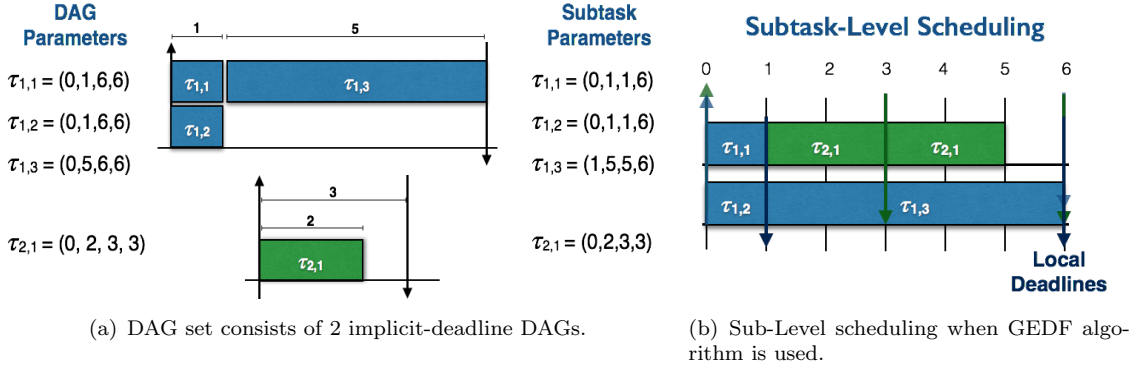 DAG
Parameters
τ1,1 = (0,1,6,6)
τ1,2 = (0,1,6,6)
τ1,3 = (0,5,6,6)
τ2,1 = (0, 2, 3, 3)
1
5
τ1,1
τ1,3
τ1,2
3
2
τ2,1
Subtask
Parameters
τ1,1 = (0,1,1,6)
τ1,2 = (0,1,1,6)
τ1,3 = (1,5,5,6)
τ2,1 = (0,2,3,3)
(a) DAG set consists of 2 implicit-deadline DAGs.
Subtask-Level Scheduling
0 1 2 3 4 5 6
τ1,1 τ2,1 τ2,1
τ1,2 τ1,3
Local
Deadlines
(b) Sub-Level scheduling when GEDF algo-
rithm is used.